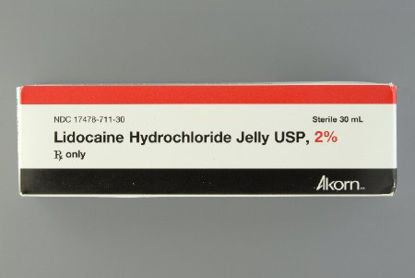 NDC 17478-711-30 Sterile 30 mL
Lidocaine Hydrochloride Jelly USP, 2%
℞ only
Akorn